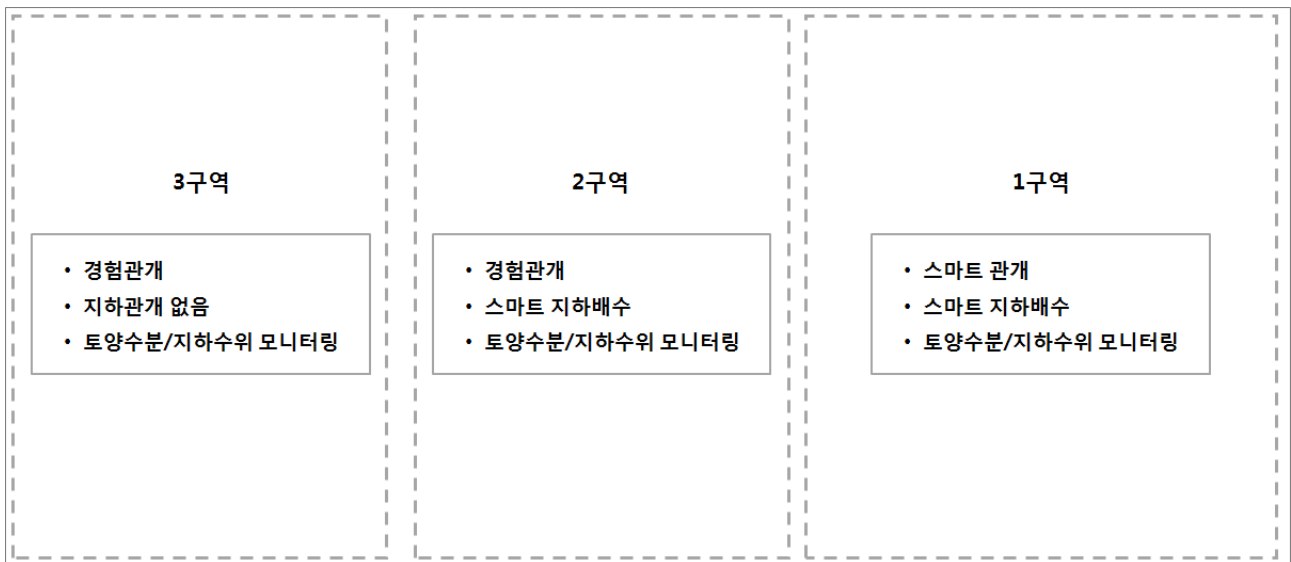 3구역
• 경험관개
• 지하관개 없음
• 토양수분/지하수위 모니터링
2구역
• 경험관개
• 스마트 지하배수
• 토양수분/지하수위 모니터링
1구역
• 스마트 관개
• 스마트 지하배수
• 토양수분/지하수위 모니터링